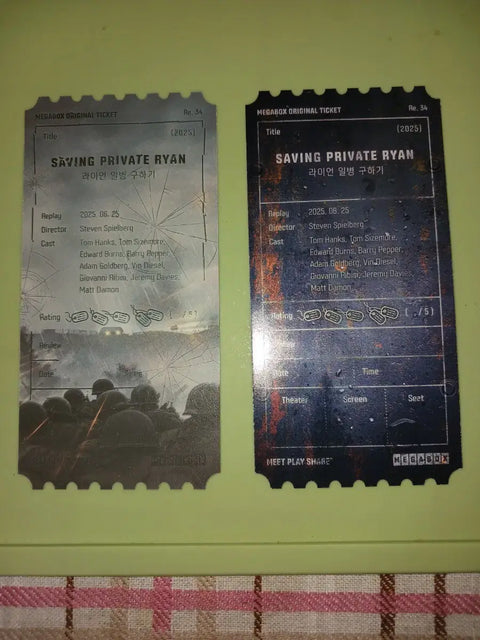 MEGABOX ORIGINAL TICKET Re. 34
Title (2025)
SAVING PRIVATE RYAN
라이언 일병 구하기
Replay 2025. 06. 25
Director Steven Spielberg
Cast Tom Hanks, Tom Sizemore,
Edward Burns, Barry Pepper,
Adam Goldberg, Vin Diesel,
Giovanni Ribisi, Jeremy Davies,
Matt Damon
Rating ( ./5)
Review
Date
MEGABOX ORIGINAL TICKET Re. 34
Title (2025)
SAVING PRIVATE RYAN
라이언 일병 구하기
Replay 2025. 06. 25
Director Steven Spielberg
Cast Tom Hanks, Tom Sizemore,
Edward Burns, Barry Pepper,
Adam Goldberg, Vin Diesel,
Giovanni Ribisi, Jeremy Davies,
Matt Damon
Rating ( ./5)
Review
Date Time
Theater Screen Seat
MEET PLAY SHARE MEGABOX